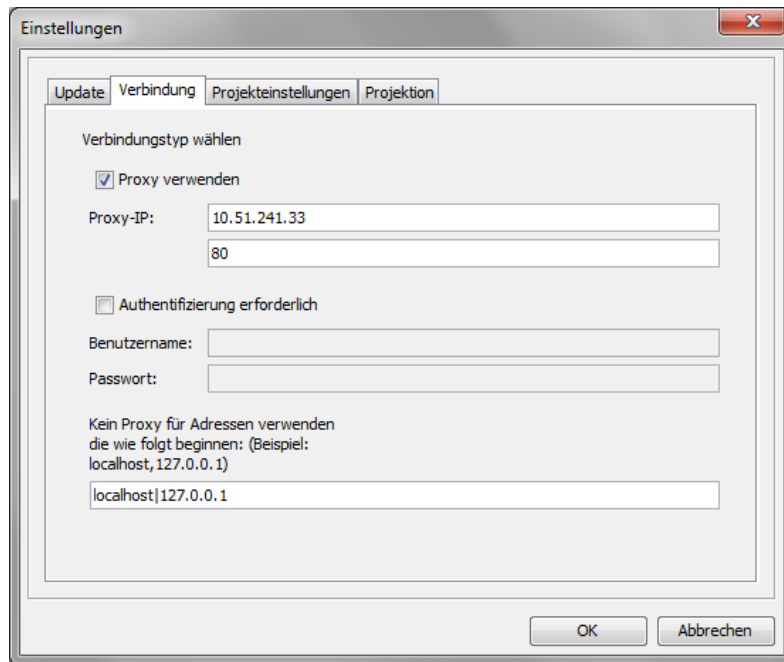 Einstellungen
Update Verbindung Projekteinstellungen Projektion
Verbindungstyp wählen
Proxy verwenden
Proxy-IP: 10.51.241.33
80
Authentifizierung erforderlich
Benutzername:
Passwort:
Kein Proxy für Adressen verwenden
die wie folgt beginnen: (Beispiel:
localhost,127.0.0.1)
localhost|127.0.0.1
OK Abbrechen